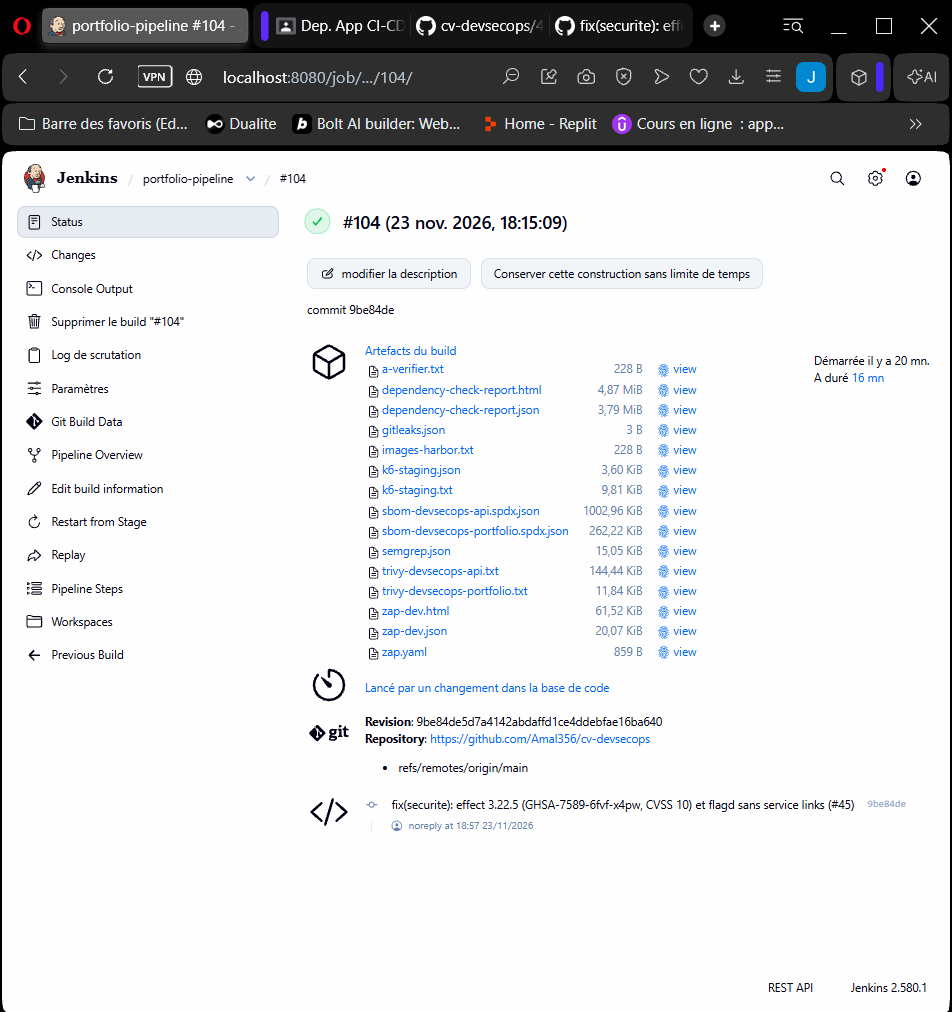 portfolio-pipeline #104 -
Dep. App CI-CD
cv-devsecops/4
fix(securite): effe
VPN
localhost:8080/job/.../104/
J
AI
Barre des favoris (Ed...
Dualite
b
Bolt AI builder: Web...
Home - Replit
Cours en ligne : app...
Jenkins
/
portfolio-pipeline
/
#104
Status
Changes
Console Output
Supprimer le build "#104"
Log de scrutation
Paramètres
Git Build Data
Pipeline Overview
Edit build information
Restart from Stage
Replay
Pipeline Steps
Workspaces
Previous Build
#104 (23 nov. 2026, 18:15:09)
modifier la description
Conserver cette construction sans limite de temps
commit 9be84de
Démarrée il y a 20 mn.
A duré 16 mn
Artefacts du build
a-verifier.txt 228 B view
dependency-check-report.html 4,87 MiB view
dependency-check-report.json 3,79 MiB view
gitleaks.json 3 B view
images-harbor.txt 228 B view
k6-staging.json 3,60 KiB view
k6-staging.txt 9,81 KiB view
sbom-devsecops-api.spdx.json 1002,96 KiB view
sbom-devsecops-portfolio.spdx.json 262,22 KiB view
semgrep.json 15,05 KiB view
trivy-devsecops-api.txt 144,44 KiB view
trivy-devsecops-portfolio.txt 11,84 KiB view
zap-dev.html 61,52 KiB view
zap-dev.json 20,07 KiB view
zap.yaml 859 B view
Lancé par un changement dans la base de code
git
Revision: 9be84de5d7a4142abdaffd1ce4ddebfae16ba640
Repository: https://github.com/Amal356/cv-devsecops
• refs/remotes/origin/main
fix(securite): effect 3.22.5 (GHSA-7589-6fvf-x4pw, CVSS 10) et flagd sans service links (#45) 9be84de
noreply at 18:57 23/11/2026
REST API
Jenkins 2.580.1